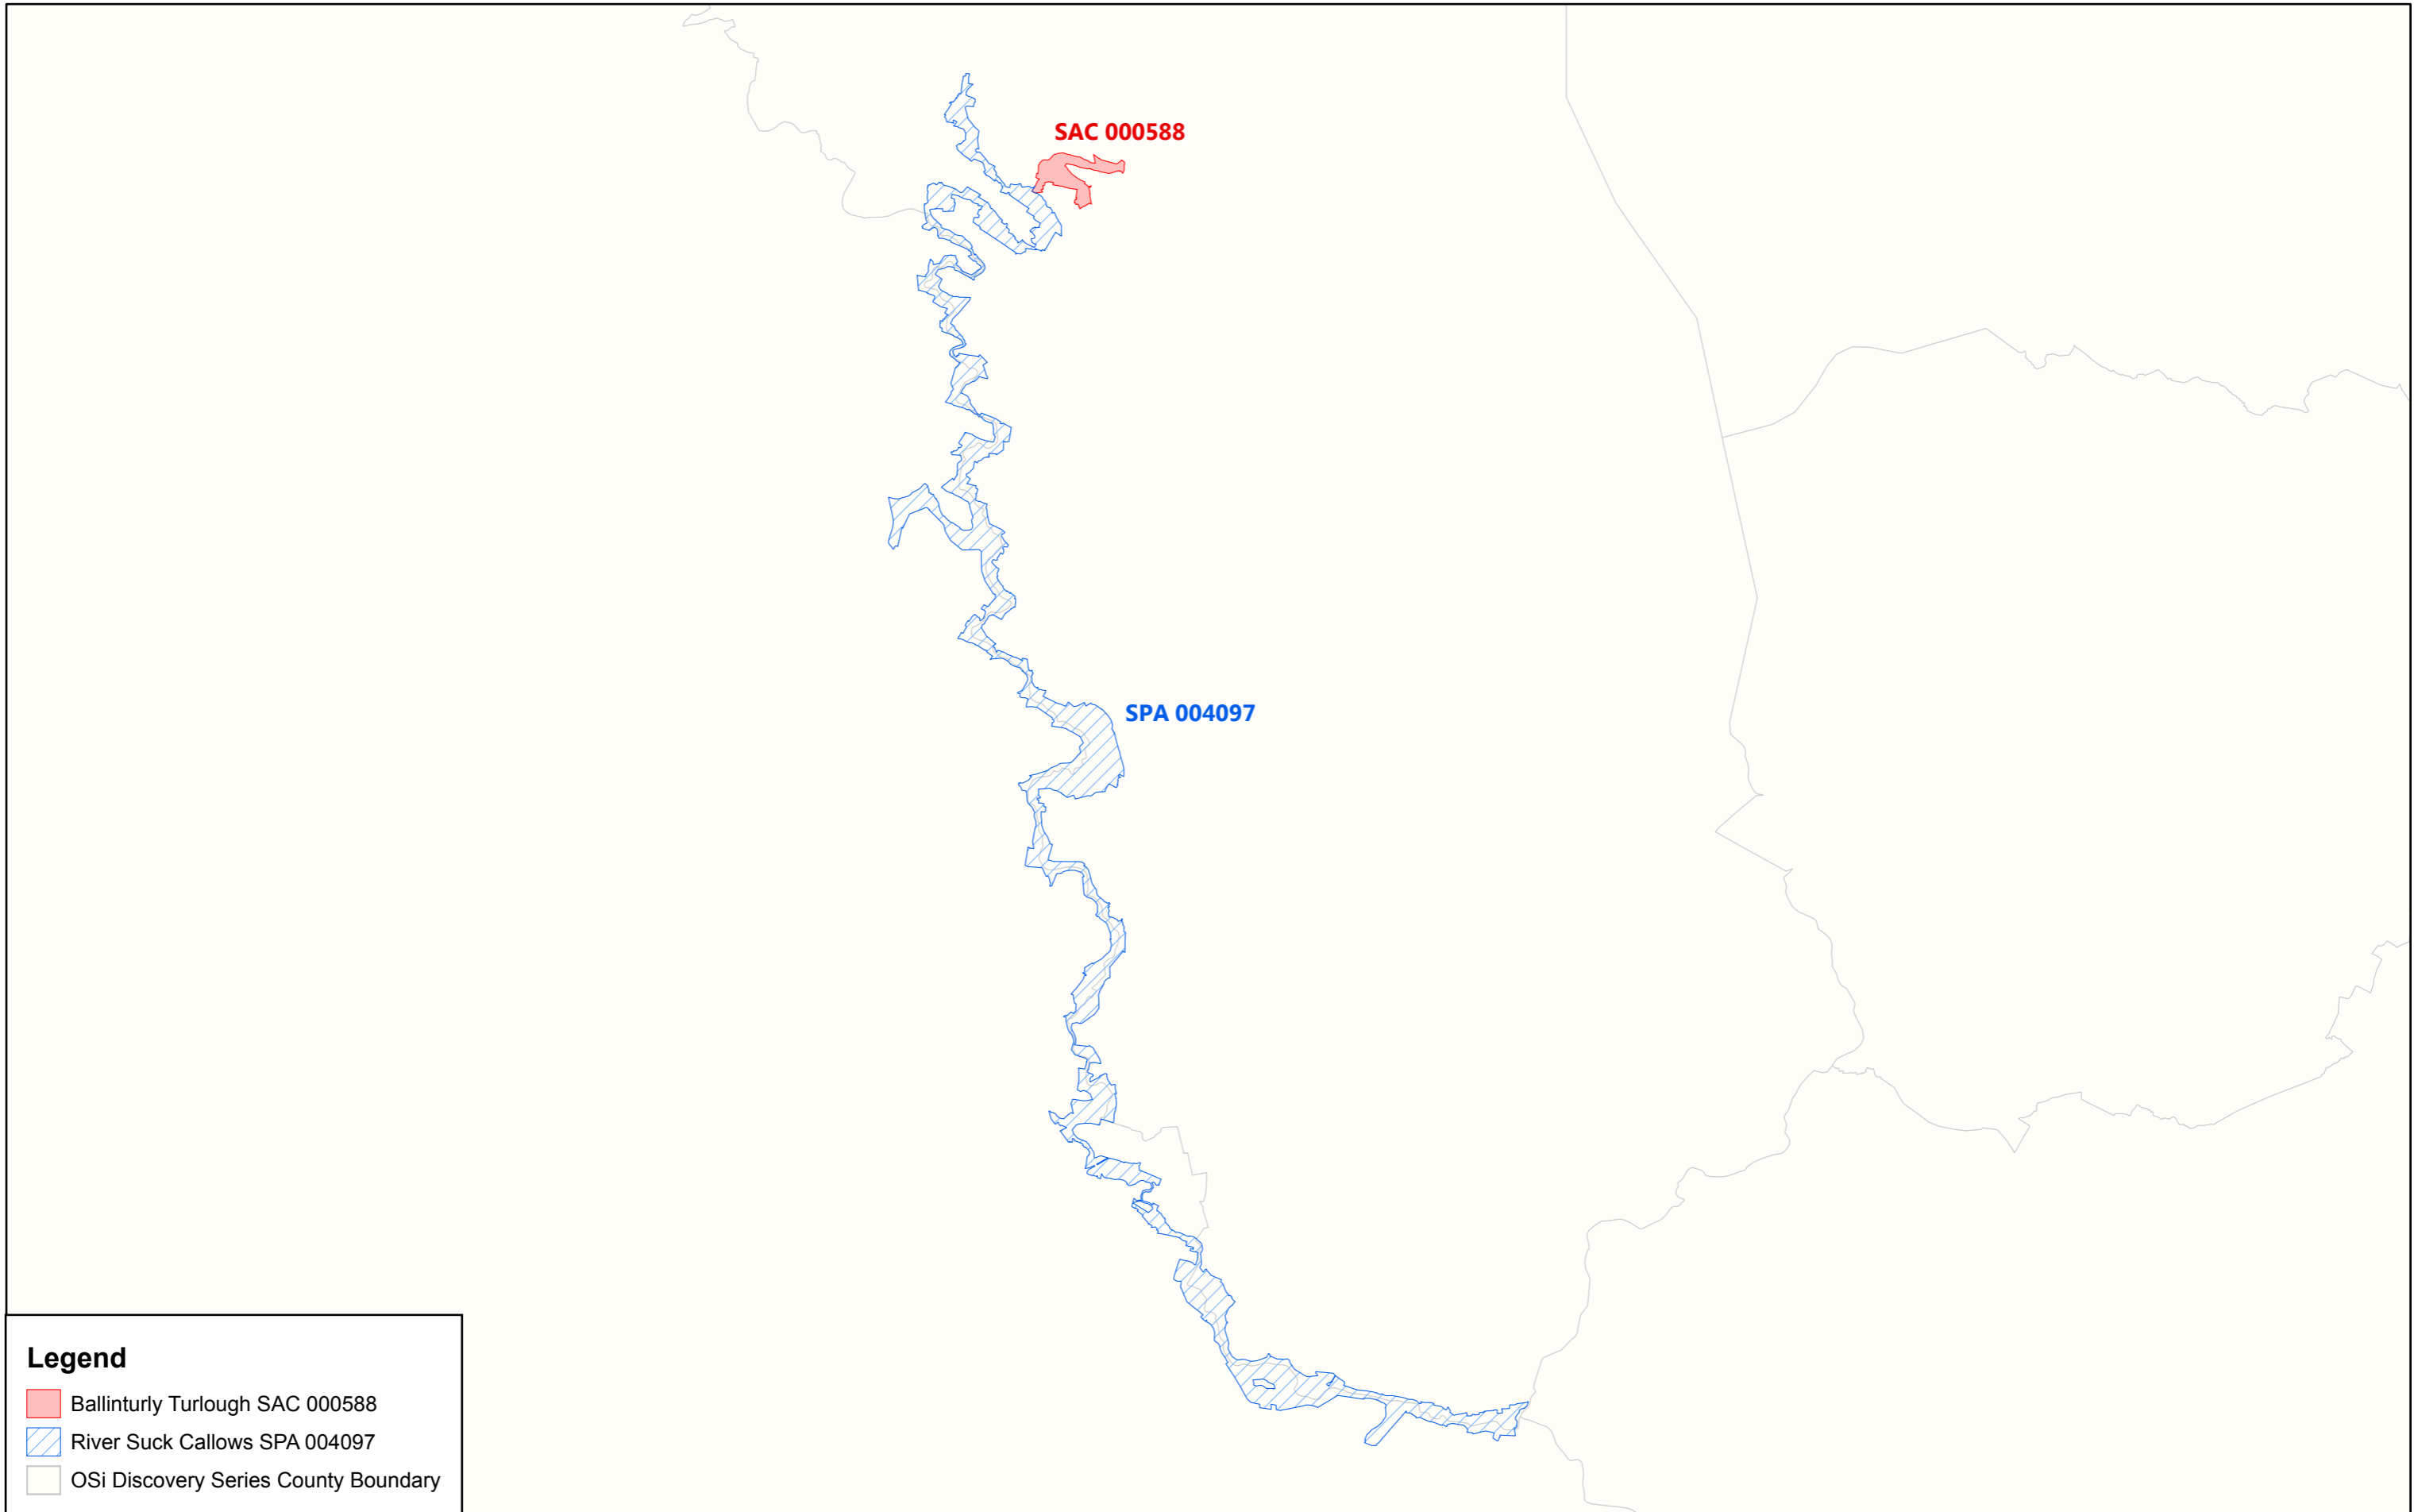 SAC 000588
SPA 004097
Legend
Ballinturly Turlough SAC 000588
River Suck Callows SPA 004097
OSi Discovery Series County Boundary